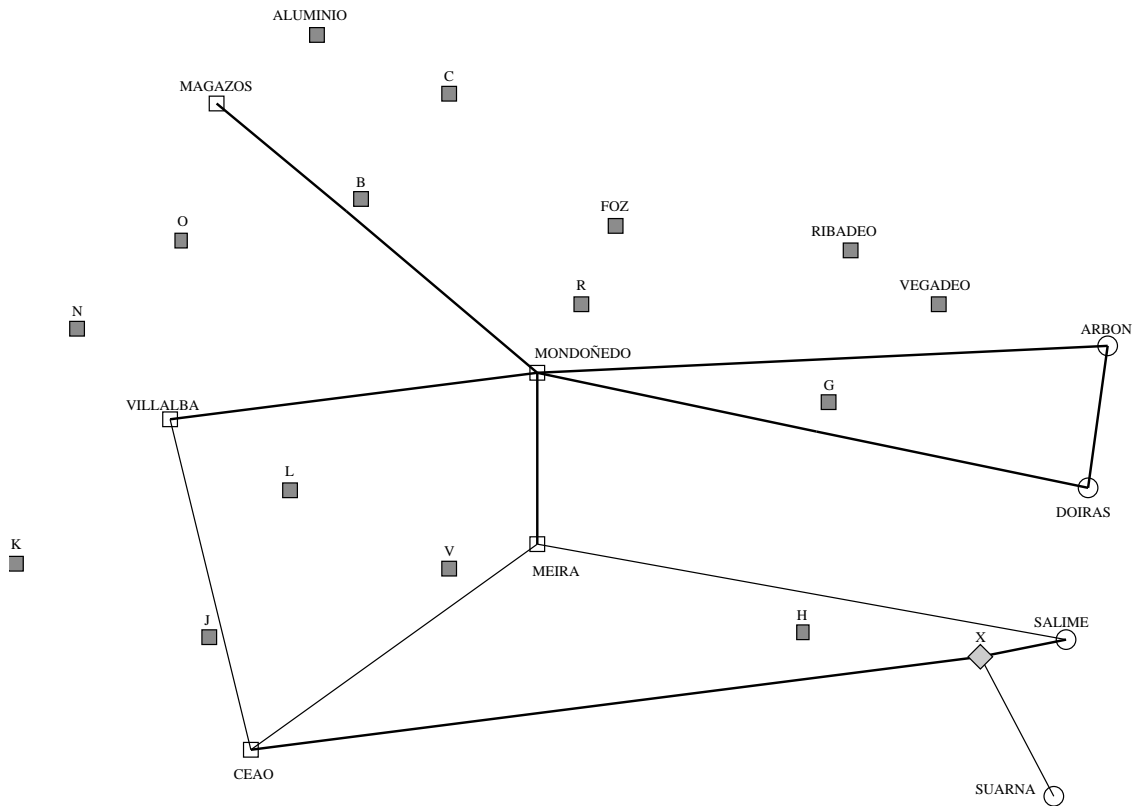 ALUMINIO
C
MAGAZOS
B
FOZ
O
RIBADEO
R
VEGADEO
N
ARBON
MONDOÑEDO
G
VILLALBA
L
DOIRAS
K
V
MEIRA
H
J
SALIME
X
CEAO
SUARNA